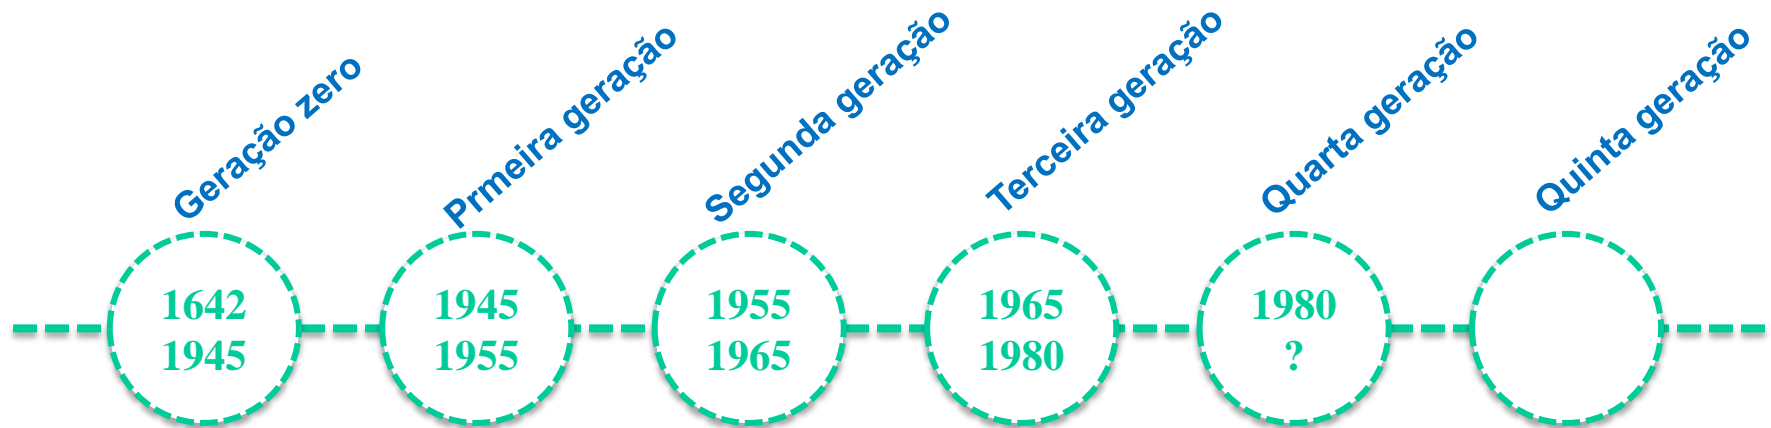 Geração zero
Prmeira geração
Segunda geração
Terceira geração
Quarta geração
Quinta geração
1642
1945
1945
1955
1955
1965
1965
1980
1980
?